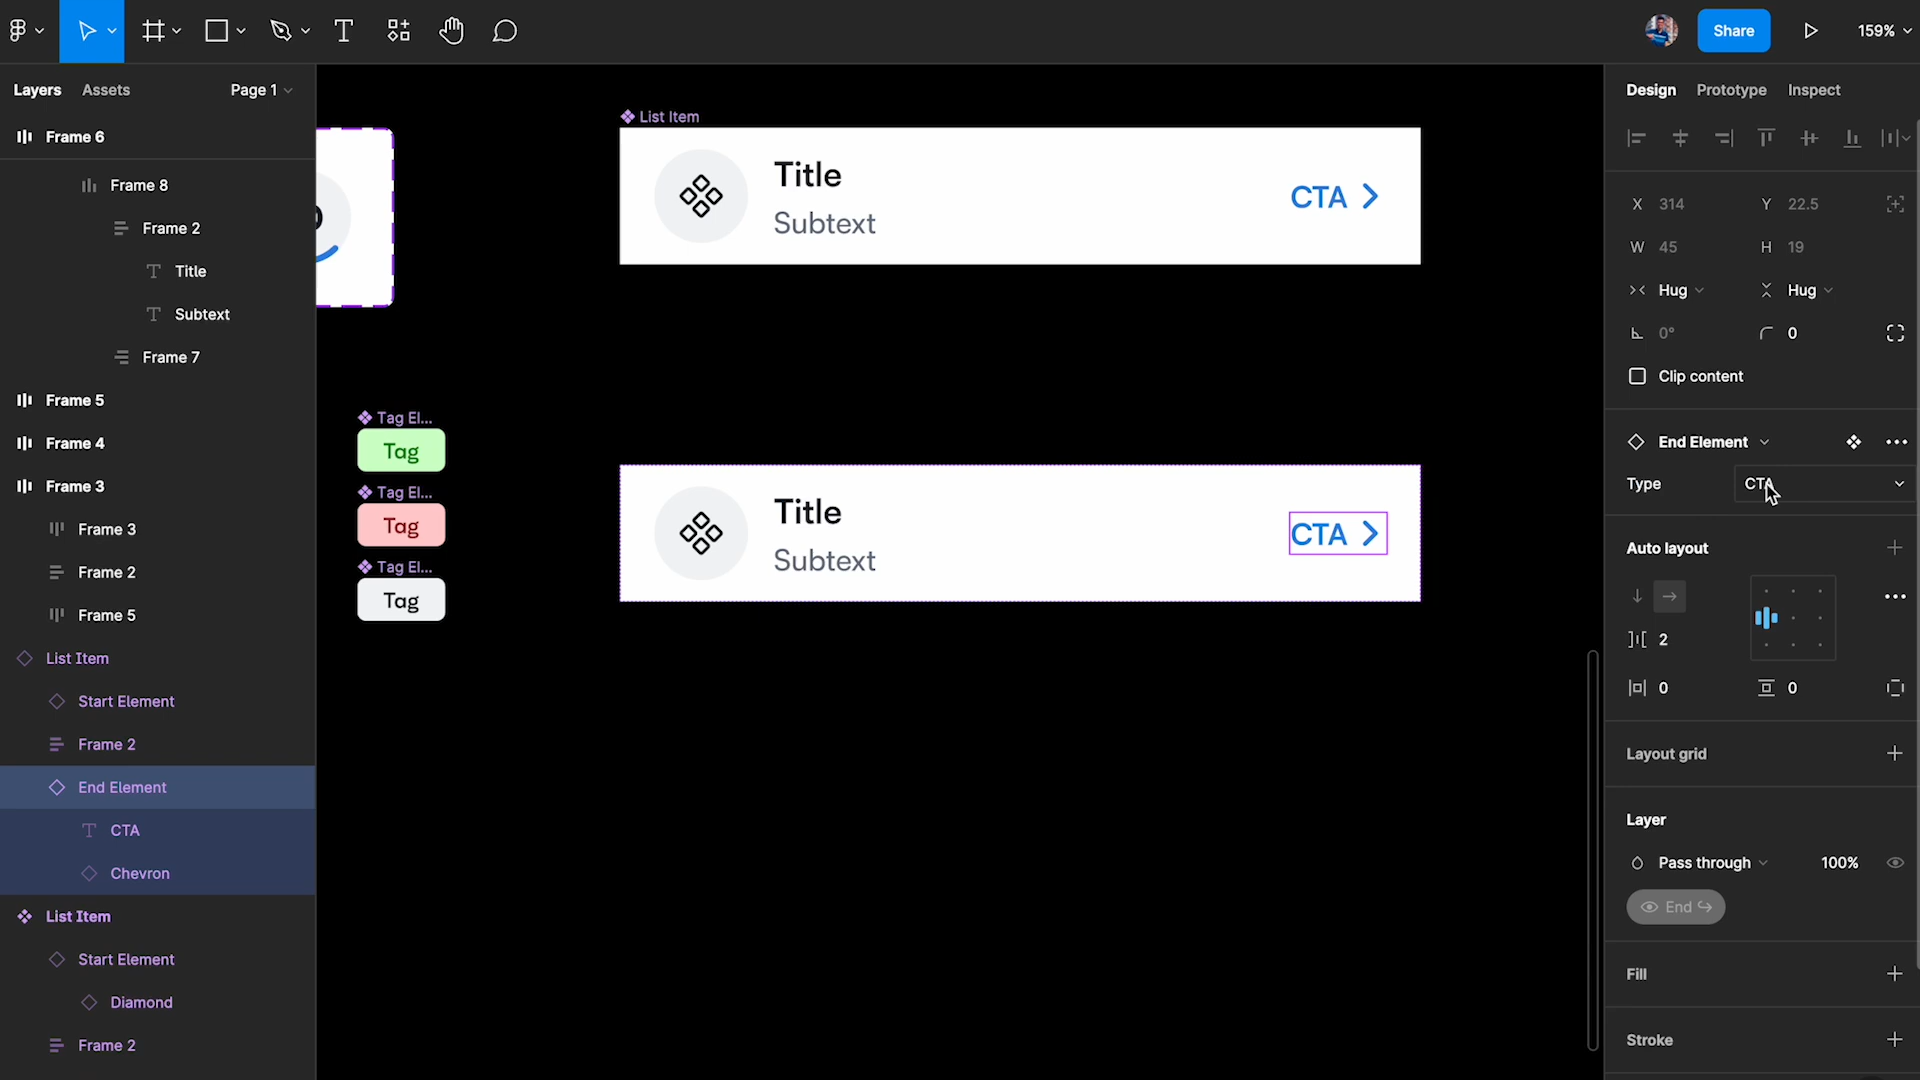 Share
159%
Layers
Assets
Page 1
Frame 6
Frame 8
Frame 2
Title
Subtext
Frame 7
Frame 5
Frame 4
Frame 3
Frame 3
Frame 2
Frame 5
List Item
Start Element
Frame 2
End Element
CTA
Chevron
List Item
Start Element
Diamond
Frame 2
List Item
Title
Subtext
CTA
Tag El...
Tag
Tag El...
Tag
Tag El...
Tag
Title
Subtext
CTA
Design
Prototype
Inspect
X 314
Y 22.5
W 45
H 19
Hug
Hug
0°
0
Clip content
End Element
Type
CTA
Auto layout
2
0
0
Layout grid
Layer
Pass through
100%
End
Fill
Stroke